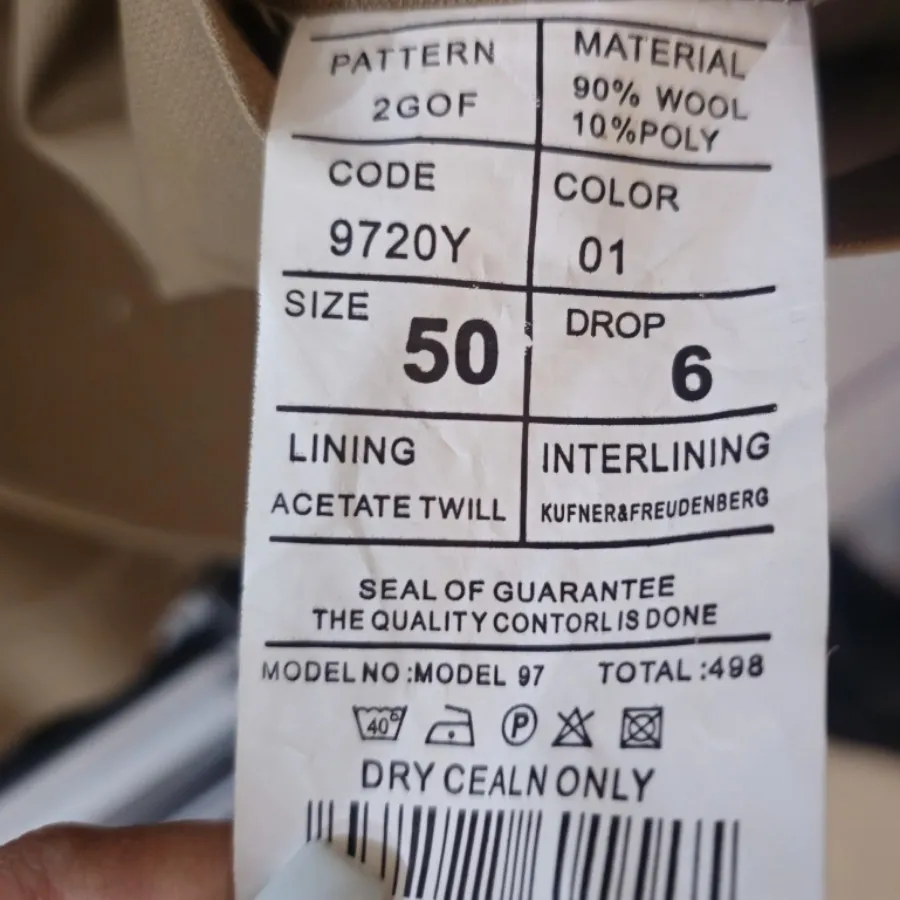 PATTERN
2GOF
MATERIAL
90% WOOL
10%POLY
CODE
9720Y
COLOR
01
SIZE
50
DROP
6
LINING
ACETATE TWILL
INTERLINING
KUFNER&FREUDENBERG
SEAL OF GUARANTEE
THE QUALITY CONTORL IS DONE
MODEL NO :MODEL 97 TOTAL :498
40° P
DRY CEALN ONLY